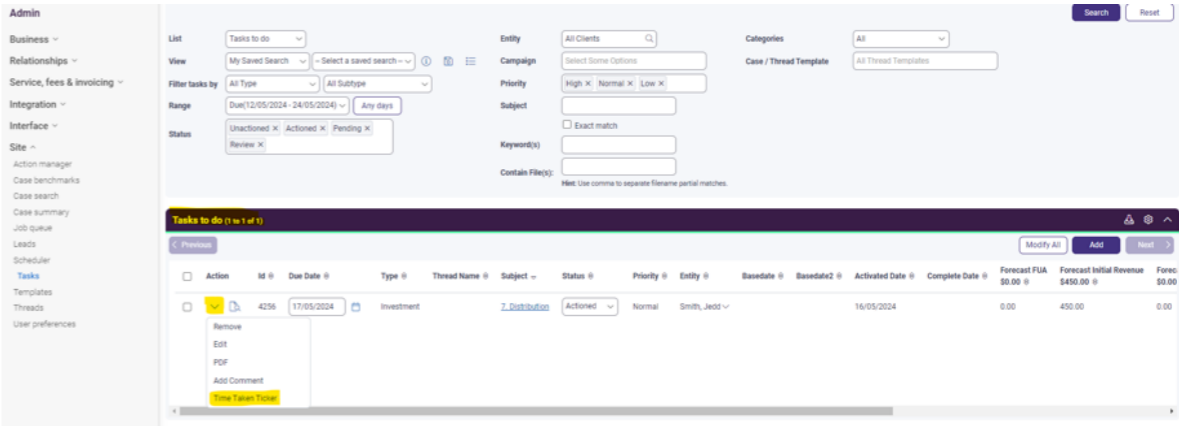 Admin
Business
Relationships
Service, fees & invoicing
Integration
Interface
Site
Action manager
Case benchmarks
Case search
Case summary
Job queue
Leads
Scheduler
Tasks
Templates
Threads
User preferences
Search Reset
List Tasks to do Entity All Clients Categories All
View My Saved Search - Select a saved search - Campaign Select Some Options Case / Thread Template All Thread Templates
Filter tasks by All Type All Subtype Priority High × Normal × Low ×
Range Due(12/05/2024 - 24/05/2024) Any days Subject
Exact match
Status Unactioned × Actioned × Pending ×
Review ×
Keyword(s)
Contain File(s):
Hint: Use comma to separate filename partial matches.
Tasks to do (1 to 1 of 1)
Previous Modify All Add Next
Action Id Due Date Type Thread Name Subject Status Priority Entity Basedate Basedate2 Activated Date Complete Date Forecast FUA Forecast Initial Revenue Forec
$0.00 $450.00 $0.00
4256 17/05/2024 Investment 7. Distribution Actioned Normal Smith, Jedd 16/05/2024 0.00 450.00 0.00
Remove
Edit
PDF
Add Comment
Time Taken Ticker